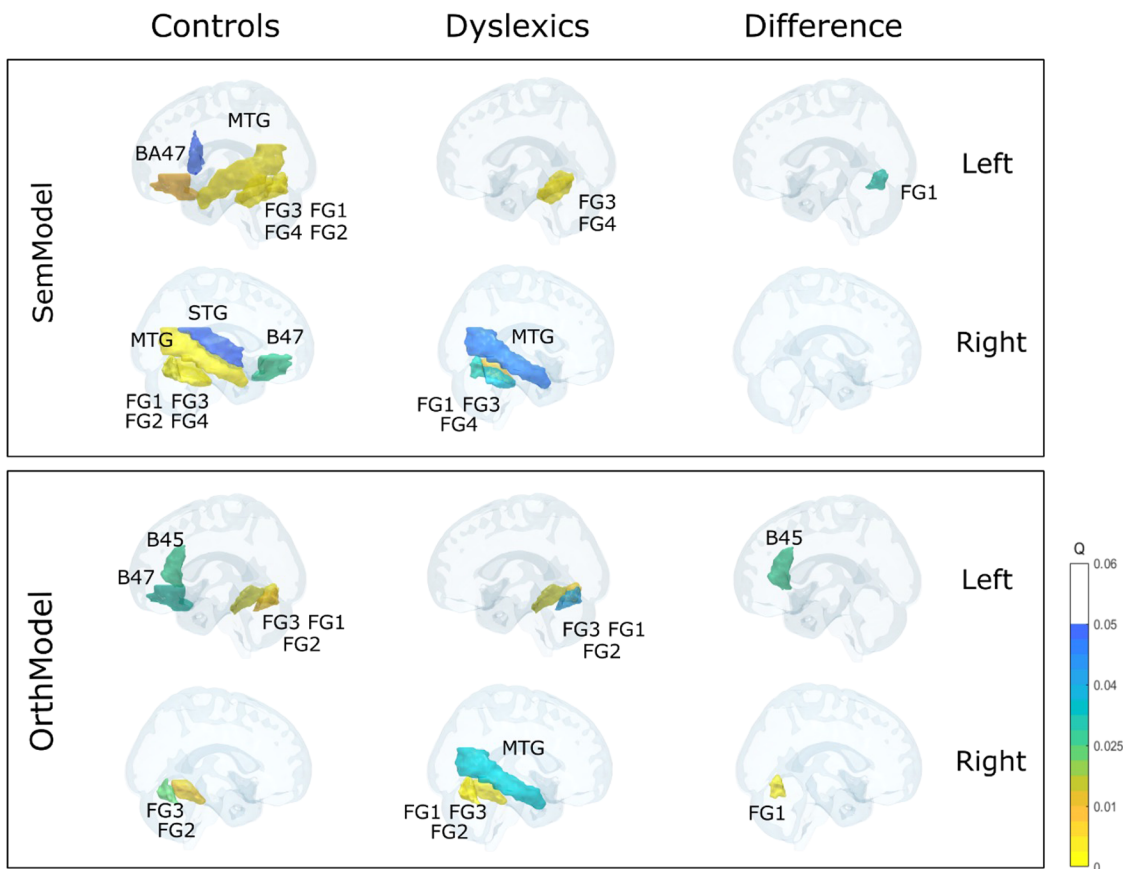 Controls Dyslexics Difference
SemModel
MTG
BA47
FG3 FG1
FG4 FG2
FG3
FG4
FG1
Left
STG
MTG
B47
FG1 FG3
FG2 FG4
MTG
FG1 FG3
FG4
Right
OrthModel
B45
B47
FG3 FG1
FG2
FG3 FG1
FG2
B45
Left
FG3
FG2
MTG
FG1 FG3
FG2
FG1
Right
Q
0.06
0.05
0.04
0.025
0.01
0